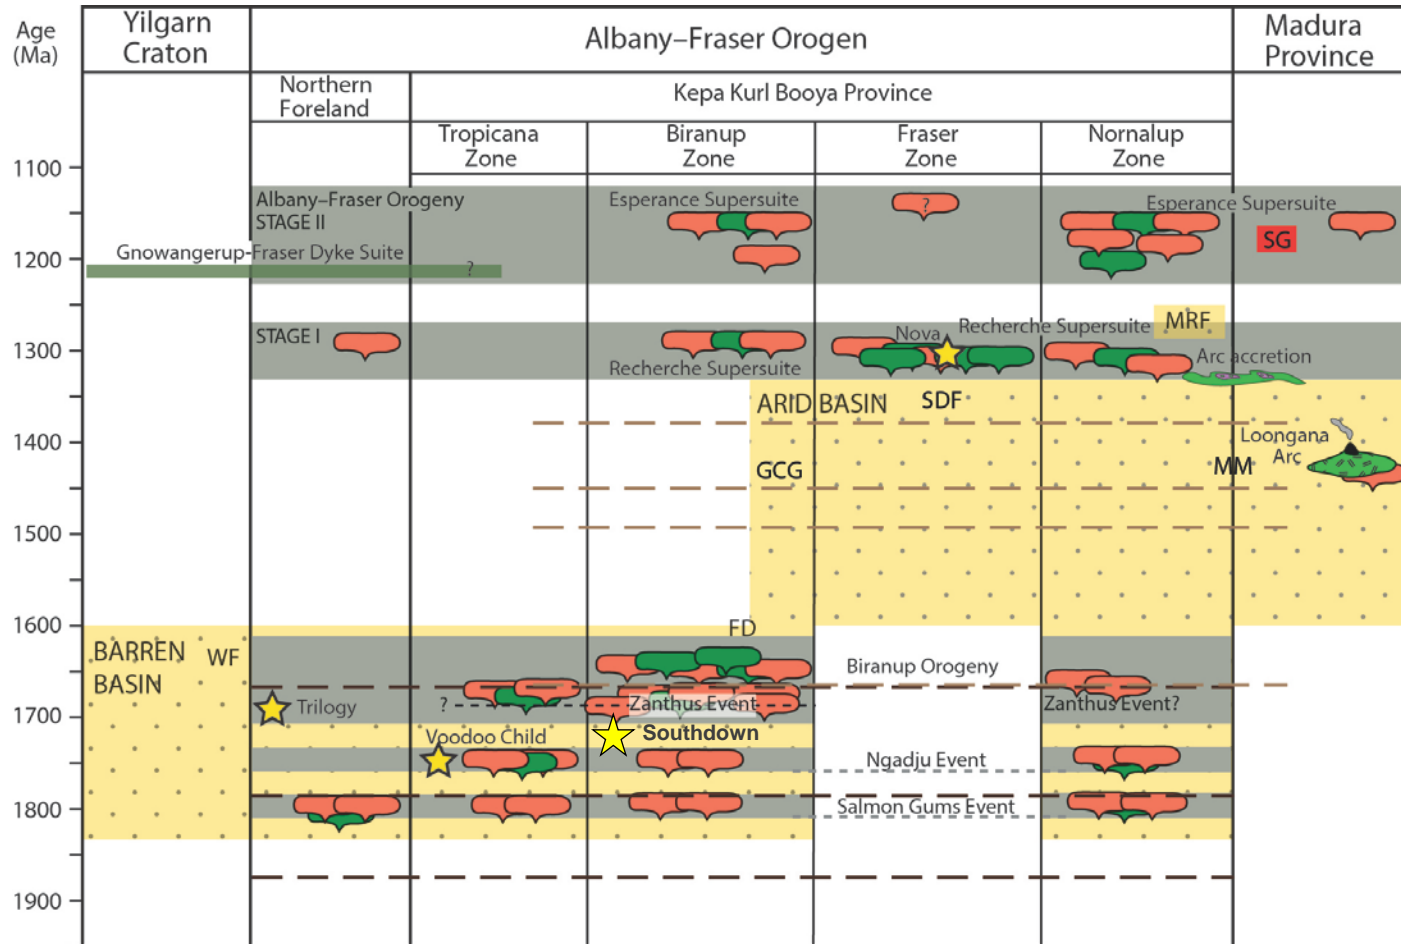 Age
(Ma)
Yilgarn
Craton
Albany–Fraser Orogen
Madura
Province
Northern
Foreland
Kepa Kurl Booya Province
Tropicana
Zone
Biranup
Zone
Fraser
Zone
Nornalup
Zone
1100
Albany–Fraser Orogeny
STAGE II
Esperance Supersuite
?
Esperance Supersuite
SG
Gnowangerup-Fraser Dyke Suite
?
1200
MRF
STAGE I
Nova
Recherche Supersuite
1300
Recherche Supersuite
Arc accretion
ARID BASIN
SDF
1400
Loongana
Arc
GCG
MM
1500
1600
FD
BARREN
BASIN
WF
Biranup Orogeny
Trilogy
?
Zanthus Event
Zanthus Event?
1700
Voodoo Child
Southdown
Ngadju Event
1800
Salmon Gums Event
1900